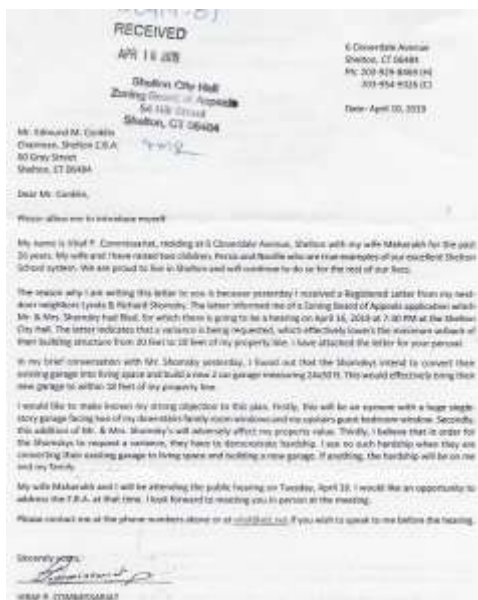 RECEIVED
APR 16 2019
Shelton City Hall
Zoning Board of Appeals
54 Hill Street
Shelton, CT 06484
6 Cloverdale Avenue
Shelton, CT 06484
Ph: 203-929-8469 (H)
203-954-9326 (C)
Date: April 10, 2019
Mr. Edmund M. Conklin
Chairman, Shelton Z.B.A
80 Grey Street
Shelton, CT 06484
Dear Mr. Conklin,
Please allow me to introduce myself
My name is Viraf P. Commissariat, residing at 6 Cloverdale Avenue, Shelton with my wife Maharukh for the past
26 years. My wife and I have raised two children, Persis and Neville who are true examples of our excellent Shelton
School system. We are proud to live in Shelton and will continue to do so for the rest of our lives.
The reason why I am writing this letter to you is because yesterday I received a Registered Letter from my next-
door neighbors Lynda & Richard Shomsky. The letter informed me of a Zoning Board of Appeals application which
Mr. & Mrs. Shomsky had filed, for which there is going to be a hearing on April 16, 2019 at 7:30 PM at the Shelton
City Hall. The letter indicates that a variance is being requested, which effectively lowers the maximum setback of
their building structure from 30 feet to 18 feet of my property line. I have attached the letter for your perusal.
In my brief conversation with Mr. Shomsky yesterday, I found out that the Shomskys intend to convert their
existing garage into living space and build a new 2 car garage measuring 24x30 ft. This would effectively bring their
new garage to within 18 feet of my property line.
I would like to make known my strong objection to this plan. Firstly, this will be an eyesore with a huge single-
story garage facing two of my downstairs family room windows and my upstairs guest bedroom window. Secondly,
this addition of Mr. & Mrs. Shomsky's will adversely affect my property value. Thirdly, I believe that in order for
the Shomskys to request a variance, they have to demonstrate hardship. I see no such hardship when they are
converting their existing garage to living space and building a new garage. If anything, the hardship will be on me
and my family.
My wife Maharukh and I will be attending the public hearing on Tuesday, April 16. I would like an opportunity to
address the Z.B.A. at that time. I look forward to meeting you in person at the meeting.
Please contact me at the phone numbers above or at if you wish to speak to me before the hearing.
Sincerely yours,
VIRAF P. COMMISSARIAT